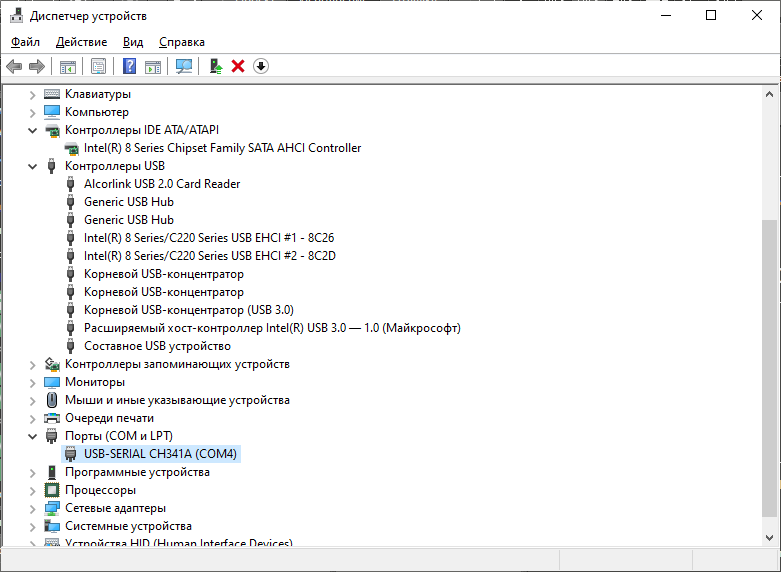 Диспетчер устройств
Файл Действие Вид Справка
Клавиатуры
Компьютер
Контроллеры IDE ATA/ATAPI
Intel(R) 8 Series Chipset Family SATA AHCI Controller
Контроллеры USB
Alcorlink USB 2.0 Card Reader
Generic USB Hub
Generic USB Hub
Intel(R) 8 Series/C220 Series USB EHCI #1 - 8C26
Intel(R) 8 Series/C220 Series USB EHCI #2 - 8C2D
Корневой USB-концентратор
Корневой USB-концентратор
Корневой USB-концентратор (USB 3.0)
Расширяемый хост-контроллер Intel(R) USB 3.0 — 1.0 (Майкрософт)
Составное USB устройство
Контроллеры запоминающих устройств
Мониторы
Мыши и иные указывающие устройства
Очереди печати
Порты (COM и LPT)
USB-SERIAL CH341A (COM4)
Программные устройства
Процессоры
Сетевые адаптеры
Системные устройства
Устройства HID (Human Interface Devices)